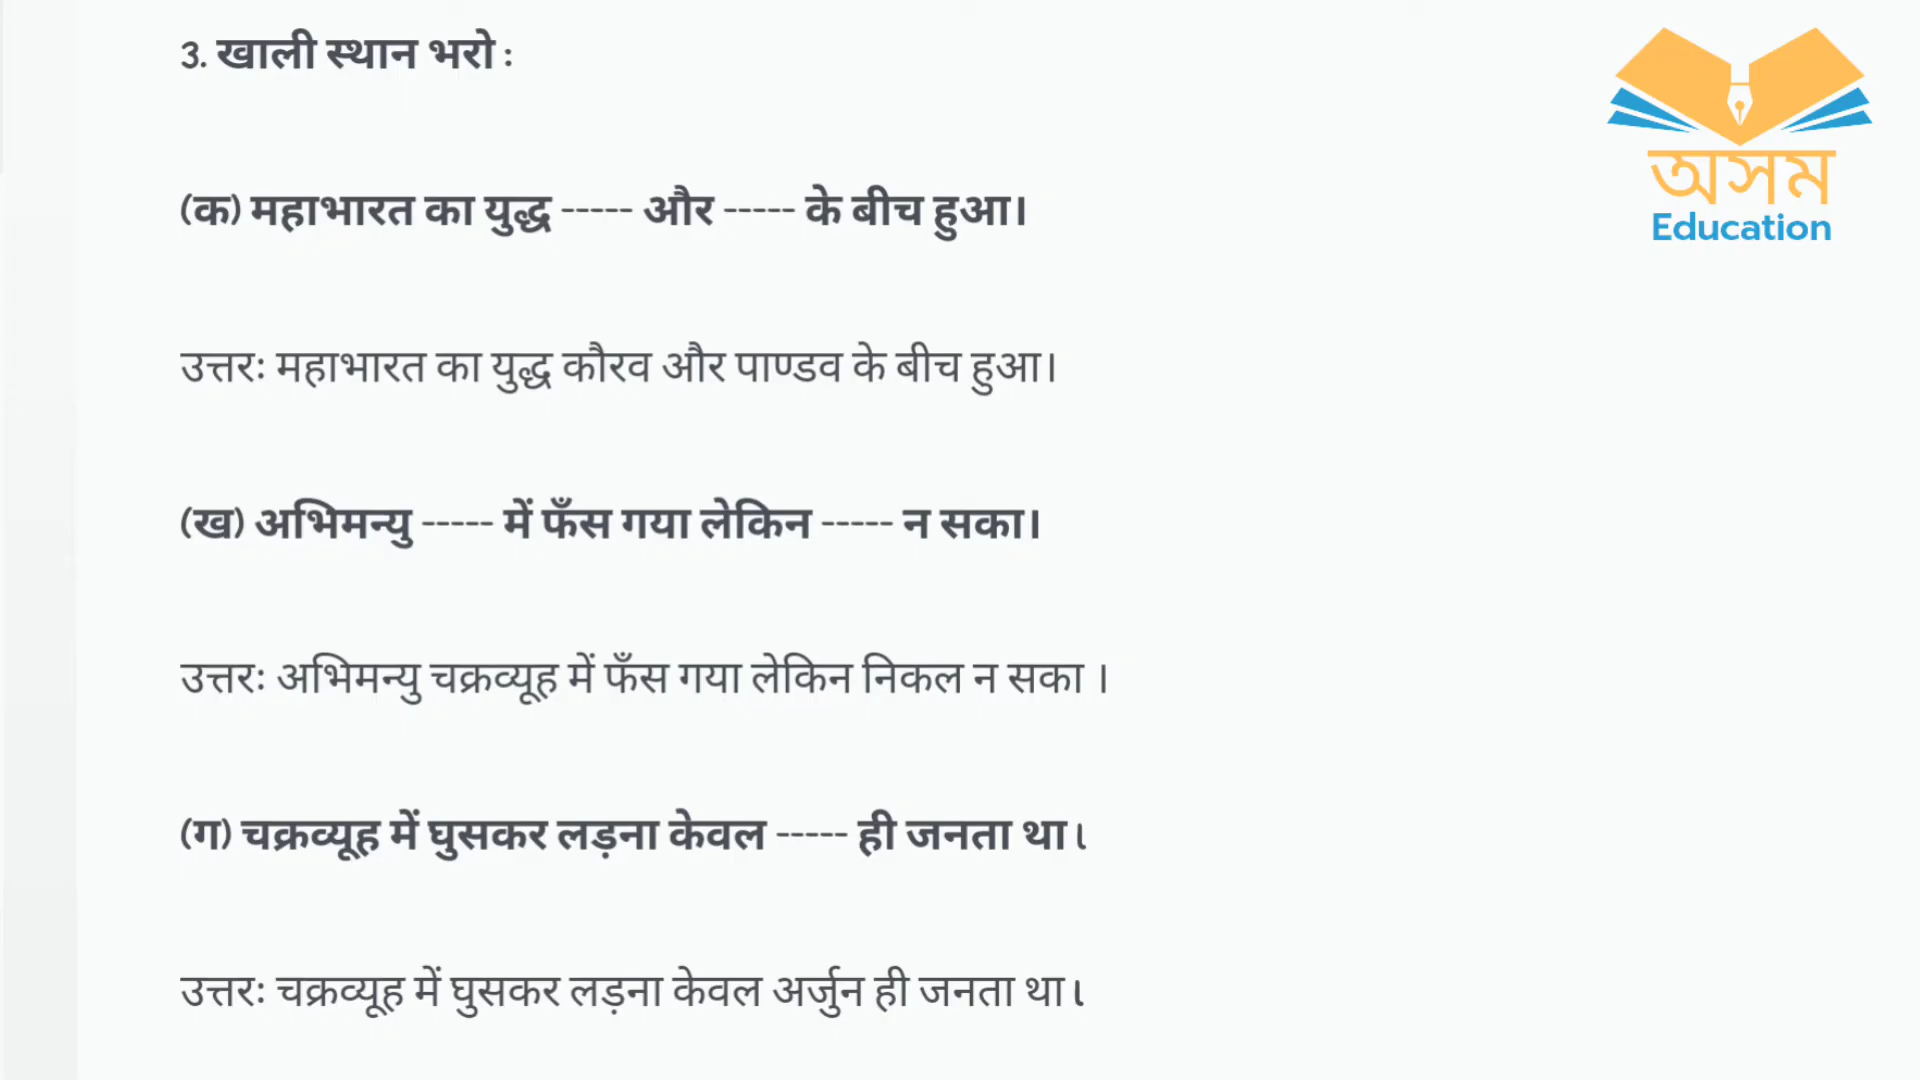 3. खाली स्थान भरो :
অসম
Education
(क) महाभारत का युद्ध ----- और ----- के बीच हुआ।
उत्तरः महाभारत का युद्ध कौरव और पाण्डव के बीच हुआ।
(ख) अभिमन्यु ----- में फँस गया लेकिन ----- न सका।
उत्तरः अभिमन्यु चक्रव्यूह में फँस गया लेकिन निकल न सका ।
(ग) चक्रव्यूह में घुसकर लड़ना केवल ----- ही जनता था।
उत्तरः चक्रव्यूह में घुसकर लड़ना केवल अर्जुन ही जनता था।